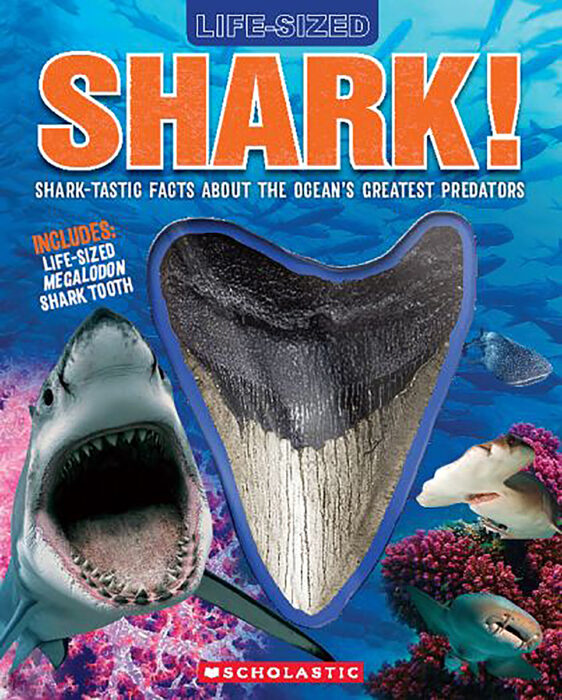 LIFE-SIZED
SHARK!
SHARK-TASTIC FACTS ABOUT THE OCEAN'S GREATEST PREDATORS
INCLUDES:
LIFE-SIZED
MEGALODON
SHARK TOOTH
SCHOLASTIC